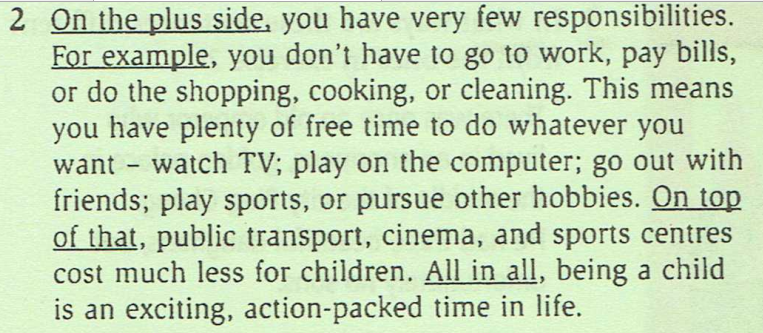 2 On the plus side, you have very few responsibilities.
For example, you don't have to go to work, pay bills,
or do the shopping, cooking, or cleaning. This means
you have plenty of free time to do whatever you
want – watch TV; play on the computer; go out with
friends; play sports, or pursue other hobbies. On top
of that, public transport, cinema, and sports centres
cost much less for children. All in all, being a child
is an exciting, action-packed time in life.